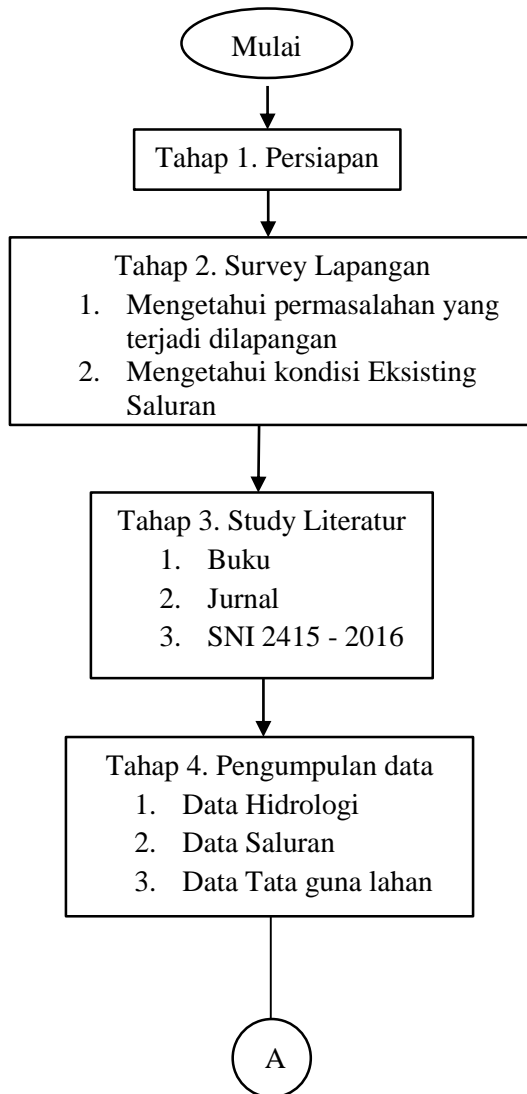 Mulai
Tahap 1. Persiapan
Tahap 2. Survey Lapangan
1. Mengetahui permasalahan yang
terjadi dilapangan
2. Mengetahui kondisi Eksisting
Saluran
Tahap 3. Study Literatur
1. Buku
2. Jurnal
3. SNI 2415 - 2016
Tahap 4. Pengumpulan data
1. Data Hidrologi
2. Data Saluran
3. Data Tata guna lahan
A